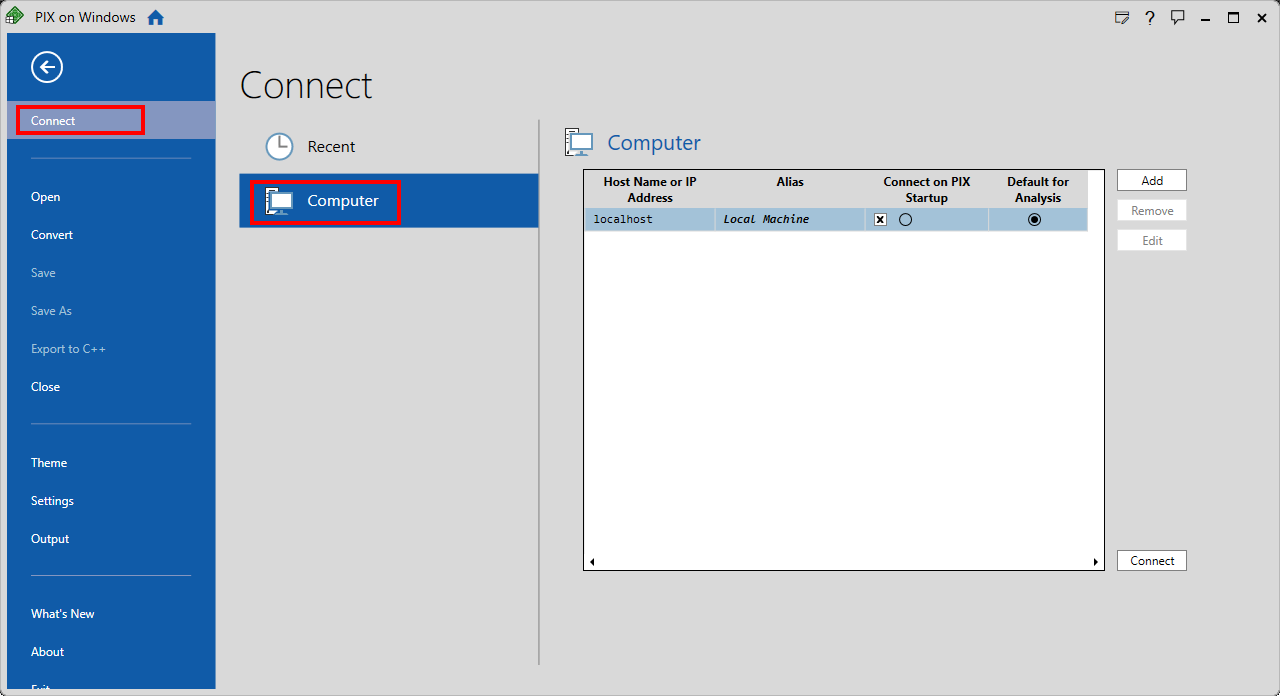 PIX on Windows
?
Connect
Open
Convert
Save
Save As
Export to C++
Close
Theme
Settings
Output
What's New
About
Exit
Connect
Recent
Computer
Computer
Host Name or IP Address
Alias
Connect on PIX Startup
Default for Analysis
localhost
Local Machine
Add
Remove
Edit
Connect